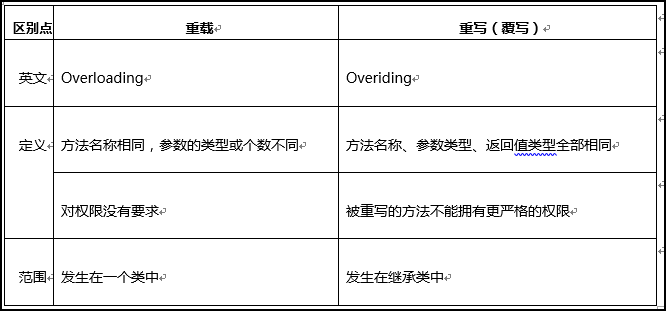 区别点 重载 重写（覆写）
英文 Overloading Overiding
定义 方法名称相同，参数的类型或个数不同 方法名称、参数类型、返回值类型全部相同
对权限没有要求 被重写的方法不能拥有更严格的权限
范围 发生在一个类中 发生在继承类中